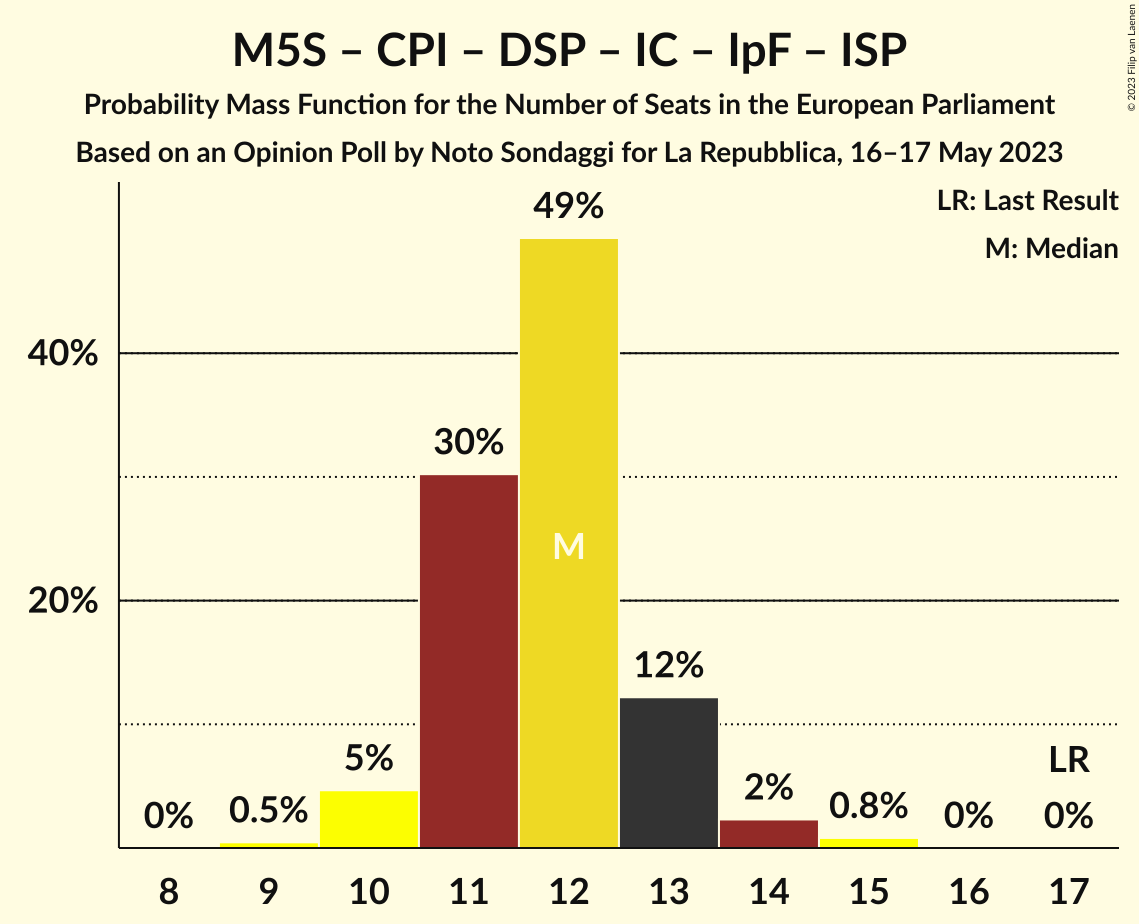 M5S – CPI – DSP – IC – IpF – ISP
Probability Mass Function for the Number of Seats in the European Parliament
Based on an Opinion Poll by Noto Sondaggi for La Repubblica, 16–17 May 2023
© 2023 Filip van Laenen
LR: Last Result
M: Median
49%
40%
30%
M
20%
12%
5%
LR
2%
0%
0.5%
0.8%
0%
0%
8 9 10 11 12 13 14 15 16 17